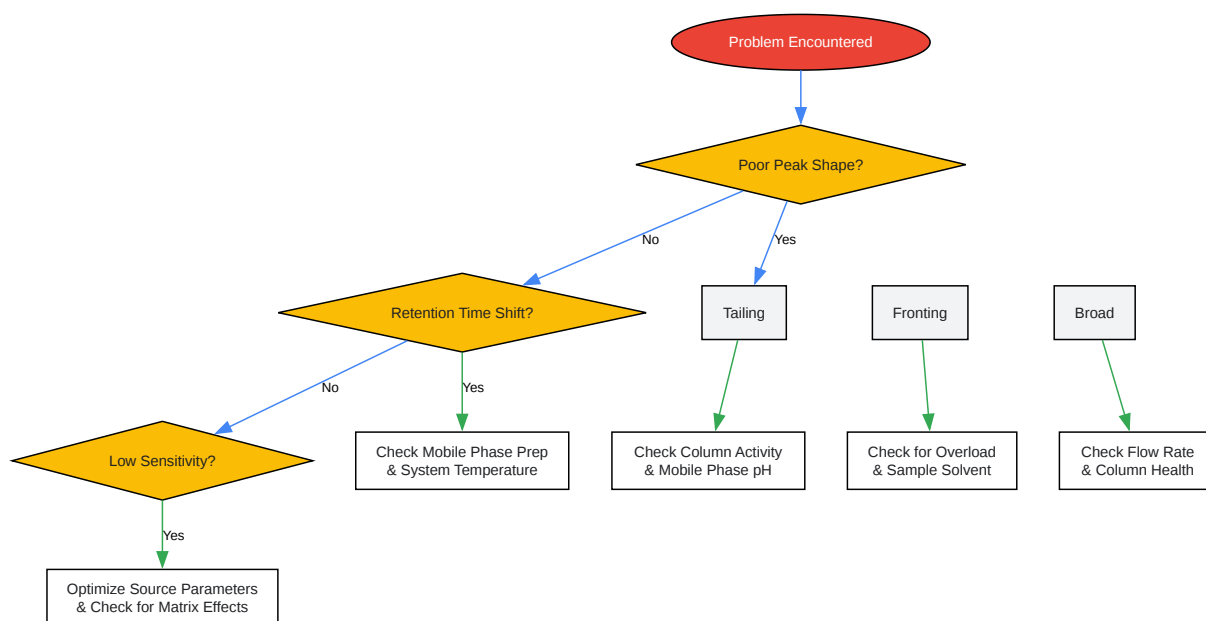 Problem Encountered
Poor Peak Shape?
No
Yes
Retention Time Shift?
Tailing
Fronting
Broad
No
Yes
Low Sensitivity?
Check Mobile Phase Prep
& System Temperature
Check Column Activity
& Mobile Phase pH
Check for Overload
& Sample Solvent
Check Flow Rate
& Column Health
Yes
Optimize Source Parameters
& Check for Matrix Effects